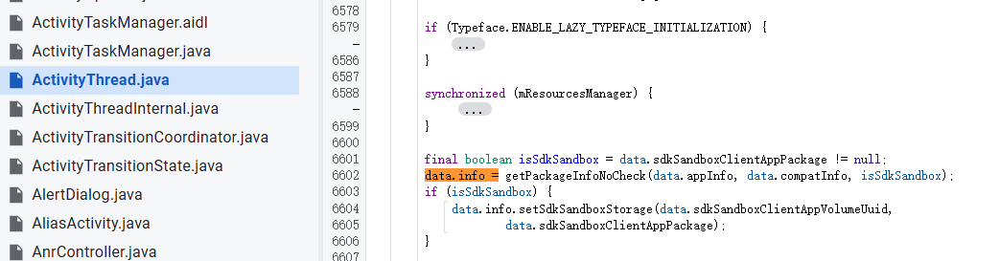 ActivityTaskManager.aidl
ActivityTaskManager.java
ActivityThread.java
ActivityThreadInternal.java
ActivityTransitionCoordinator.java
ActivityTransitionState.java
AlertDialog.java
AliasActivity.java
AnrController.java
6578
6579 if (Typeface.ENABLE_LAZY_TYPEFACE_INITIALIZATION) {
– ...
6586 }
6587
6588 synchronized (mResourcesManager) {
– ...
6599 }
6600
6601 final boolean isSdkSandbox = data.sdkSandboxClientAppPackage != null;
6602 data.info = getPackageInfoNoCheck(data.appInfo, data.compatInfo, isSdkSandbox);
6603 if (isSdkSandbox) {
6604 data.info.setSdkSandboxStorage(data.sdkSandboxClientAppVolumeUuid,
6605 data.sdkSandboxClientAppPackage);
6606 }
6607